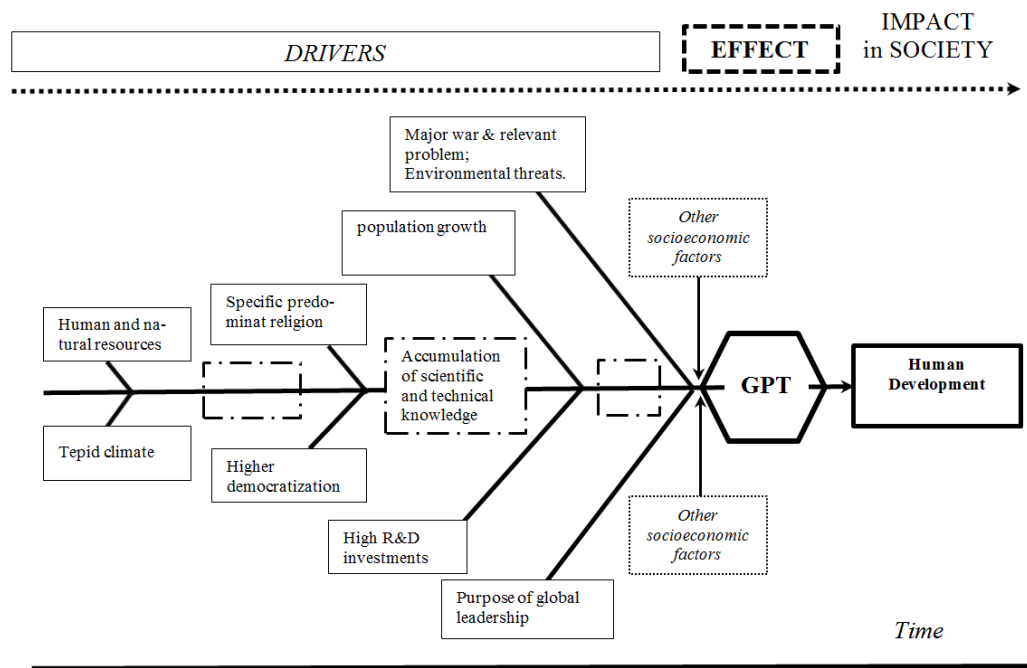 DRIVERS
EFFECT
IMPACT
in SOCIETY
Major war & relevant
problem;
Environmental threats.
population growth
Other
socioeconomic
factors
Specific predo-
minat religion
Human and na-
tural resources
Accumulation
of scientific
and technical
knowledge
GPT
Human
Development
Tepid climate
Higher
democratization
High R&D
investments
Other
socioeconomic
factors
Purpose of global
leadership
Time